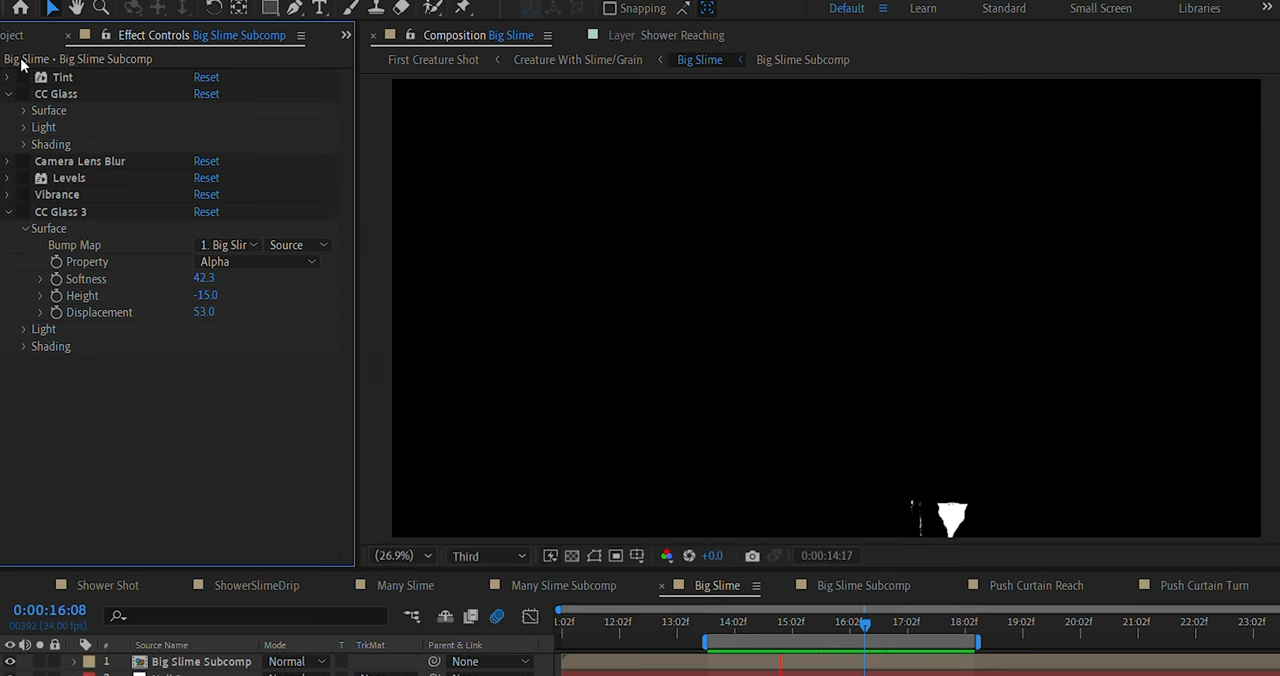 Snapping
Default
Learn
Standard
Small Screen
Libraries
oject
Effect Controls Big Slime Subcomp
Composition Big Slime
Layer Shower Reaching
Big Slime • Big Slime Subcomp
First Creature Shot
Creature With Slime/Grain
Big Slime
Big Slime Subcomp
Tint Reset
CC Glass Reset
Surface
Light
Shading
Camera Lens Blur Reset
Levels Reset
Vibrance Reset
CC Glass 3 Reset
Surface
Bump Map 1. Big Slir Source
Property Alpha
Softness 42.3
Height -15.0
Displacement 53.0
Light
Shading
(26.9%) Third +0.0 0:00:14:17
Shower Shot
ShowerSlimeDrip
Many Slime
Many Slime Subcomp
Big Slime
Big Slime Subcomp
Push Curtain Reach
Push Curtain Turn
0:00:16:08
00392 (24.00 fps)
1:02f 12:02f 13:02f 14:02f 15:02f 16:02f 17:02f 18:02f 19:02f 20:02f 21:02f 22:02f 23:02f
# Source Name Mode T TrkMat Parent & Link
1 Big Slime Subcomp Normal None